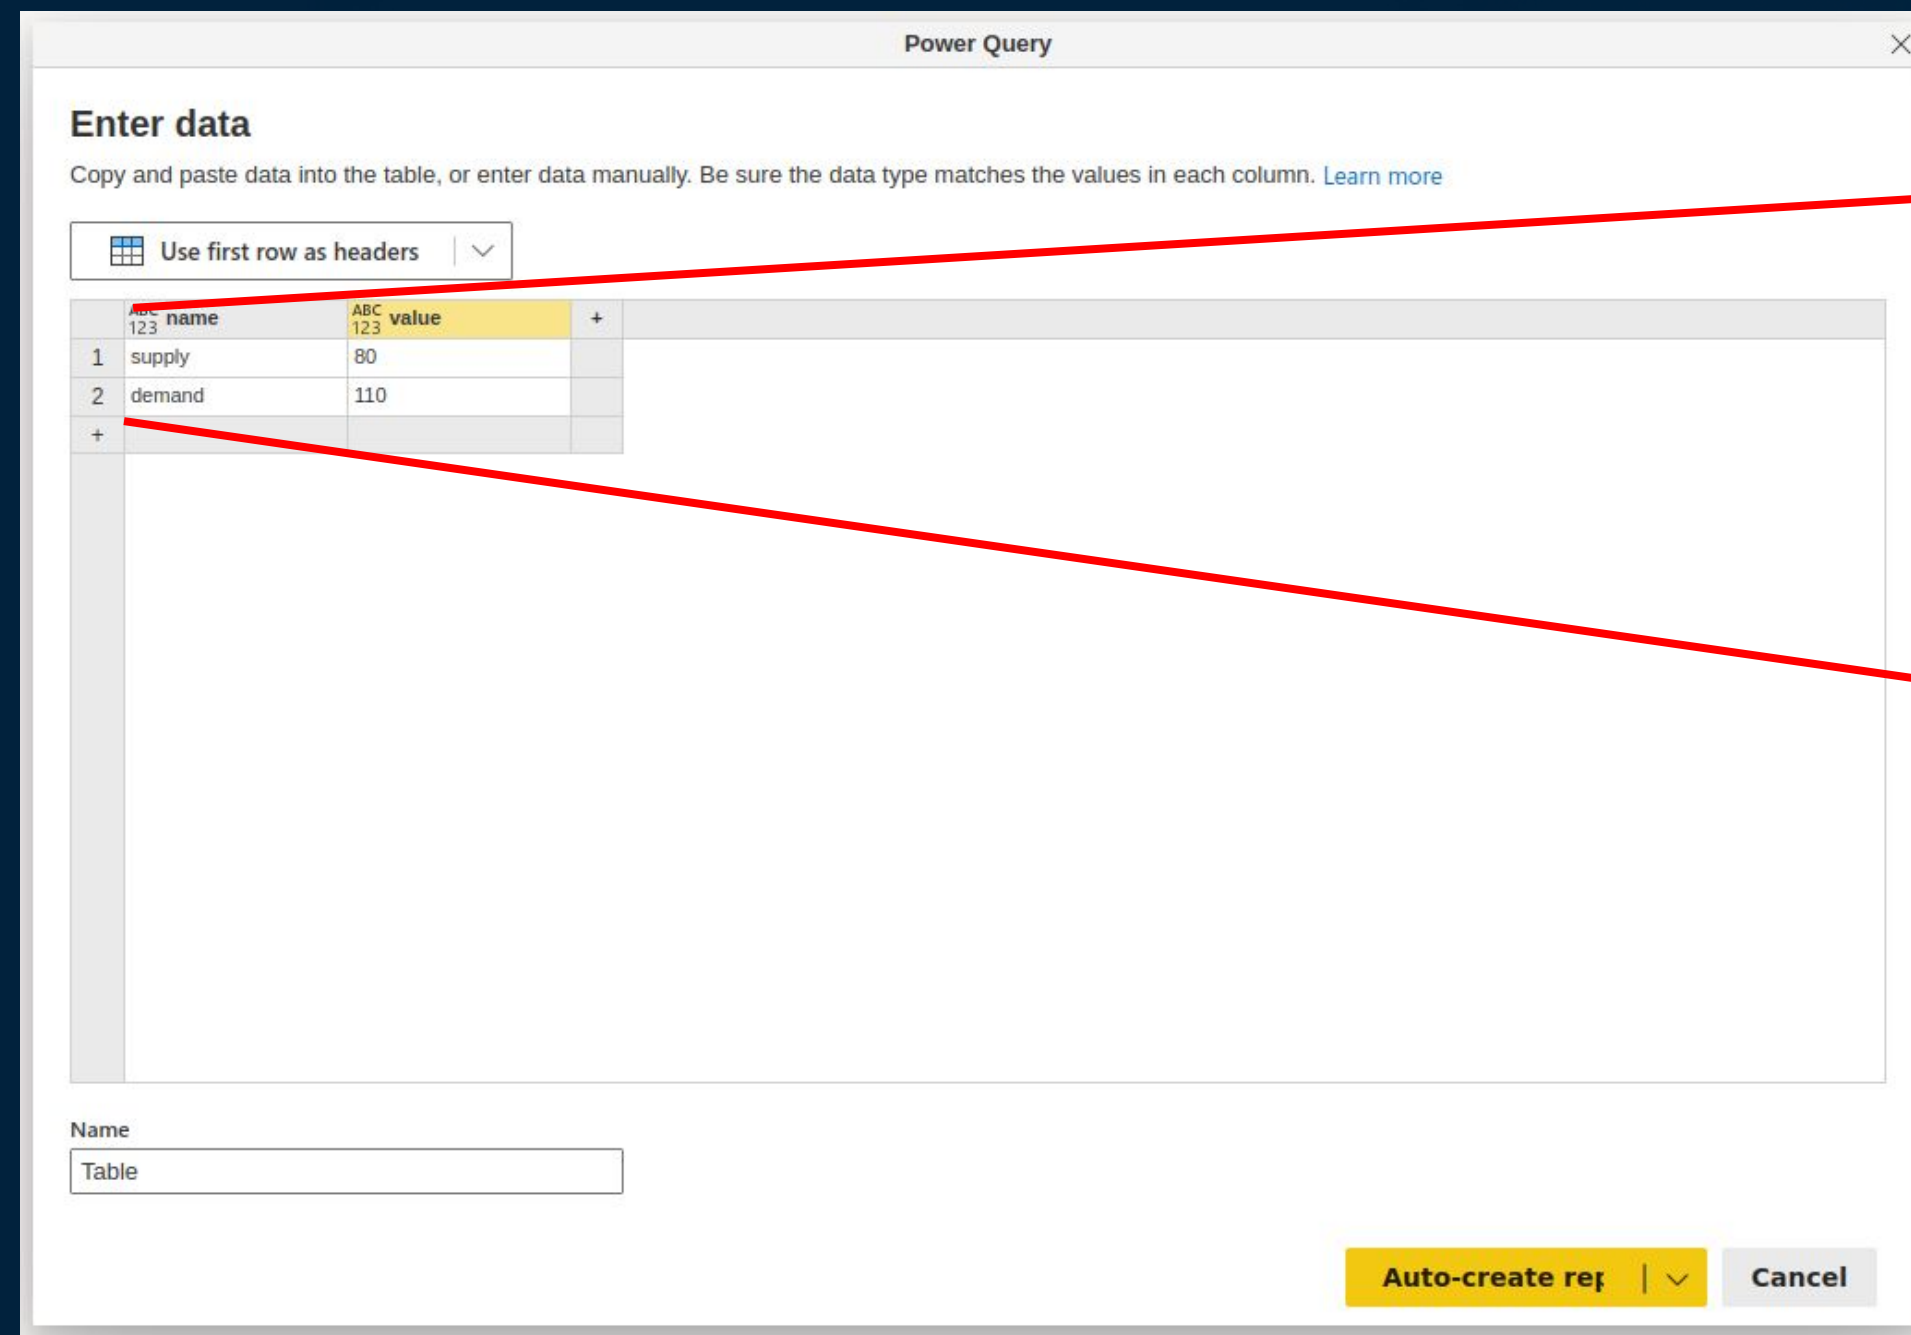 Power Query
Enter data
Copy and paste data into the table, or enter data manually. Be sure the data type matches the values in each column. Learn more
Use first row as headers
ABC 123 name ABC 123 value +
1 supply 80
2 demand 110
+
Name
Table
Auto-create rep Cancel